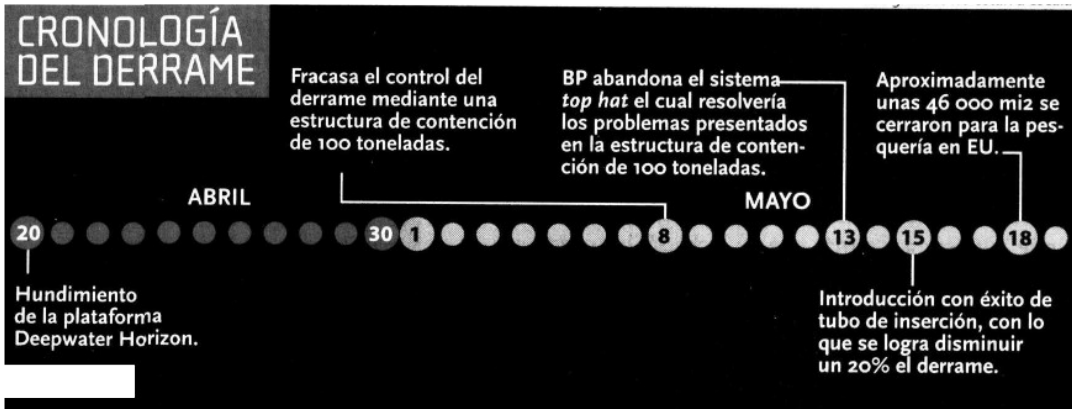 CRONOLOGÍA
DEL DERRAME
Fracasa el control del
derrame mediante una
estructura de contención
de 100 toneladas.
BP abandona el sistema
top hat el cual resolvería
los problemas presentados
en la estructura de conten-
ción de 100 toneladas.
Aproximadamente
unas 46 000 mi2 se
cerraron para la pes-
quería en EU.
ABRIL
MAYO
20 30 1 8 13 15 18
Hundimiento
de la plataforma
Deepwater Horizon.
Introducción con éxito de
tubo de inserción, con lo
que se logra disminuir
un 20% el derrame.